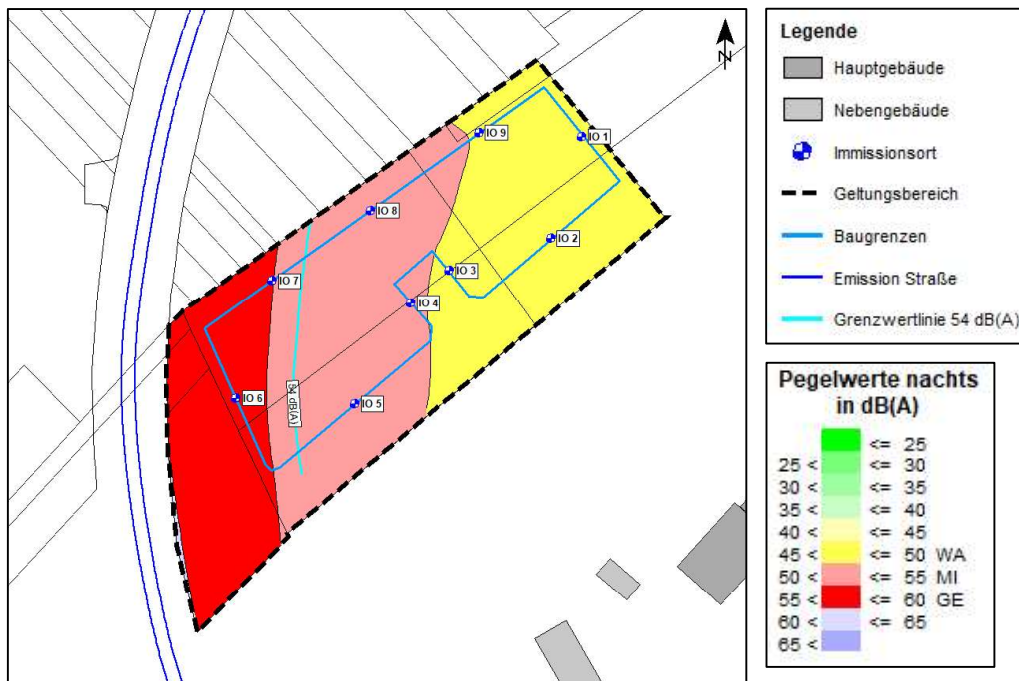 N
IO 1
IO 9
IO 8
IO 2
IO 3
IO 7
IO 4
IO 6
IO 5
54 dB(A)
Legende
Hauptgebäude
Nebengebäude
Immissionsort
Geltungsbereich
Baugrenzen
Emission Straße
Grenzwertlinie 54 dB(A)
Pegelwerte nachts
in dB(A)
<= 25
25 < <= 30
30 < <= 35
35 < <= 40
40 < <= 45
45 < <= 50 WA
50 < <= 55 MI
55 < <= 60 GE
60 < <= 65
65 <